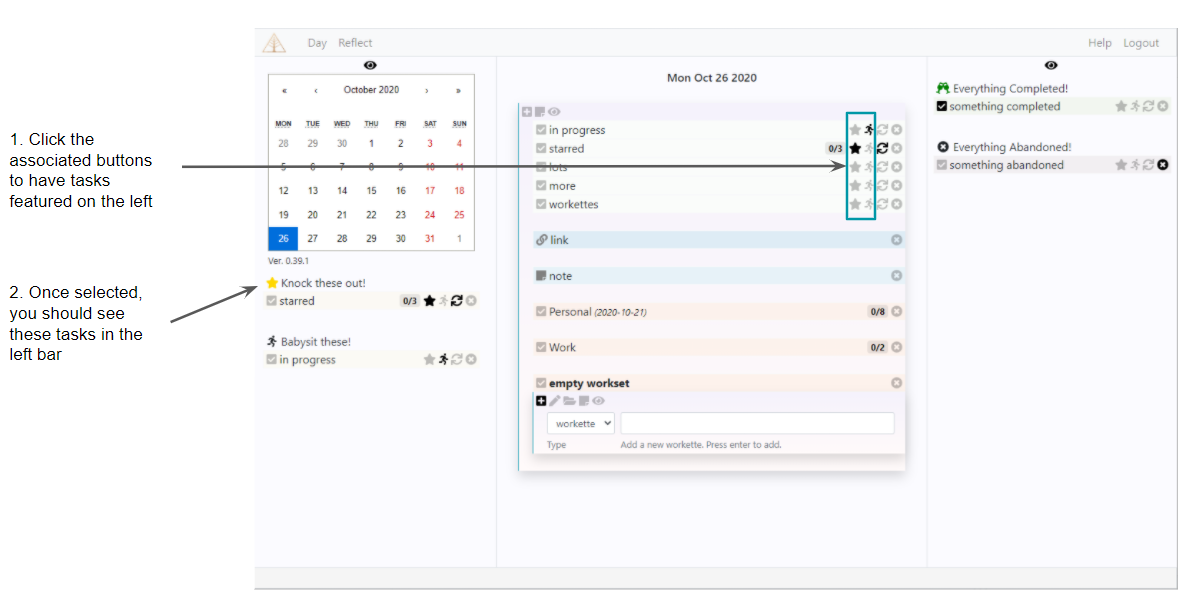 Day Reflect Help Logout
1. Click the
associated buttons
to have tasks
featured on the left
2. Once selected,
you should see
these tasks in the
left bar
« ‹ October 2020 › »
MON TUE WED THU FRI SAT SUN
28 29 30 1 2 3 4
5 6 7 8 9 10 11
12 13 14 15 16 17 18
19 20 21 22 23 24 25
26 27 28 29 30 31 1
Ver. 0.39.1
Knock these out!
starred 0/3
Babysit these!
in progress
Mon Oct 26 2020
in progress
starred 0/3
lots
more
workettes
link
note
Personal (2020-10-21) 0/8
Work 0/2
empty workset
workette
Type Add a new workette. Press enter to add.
Everything Completed!
something completed
Everything Abandoned!
something abandoned